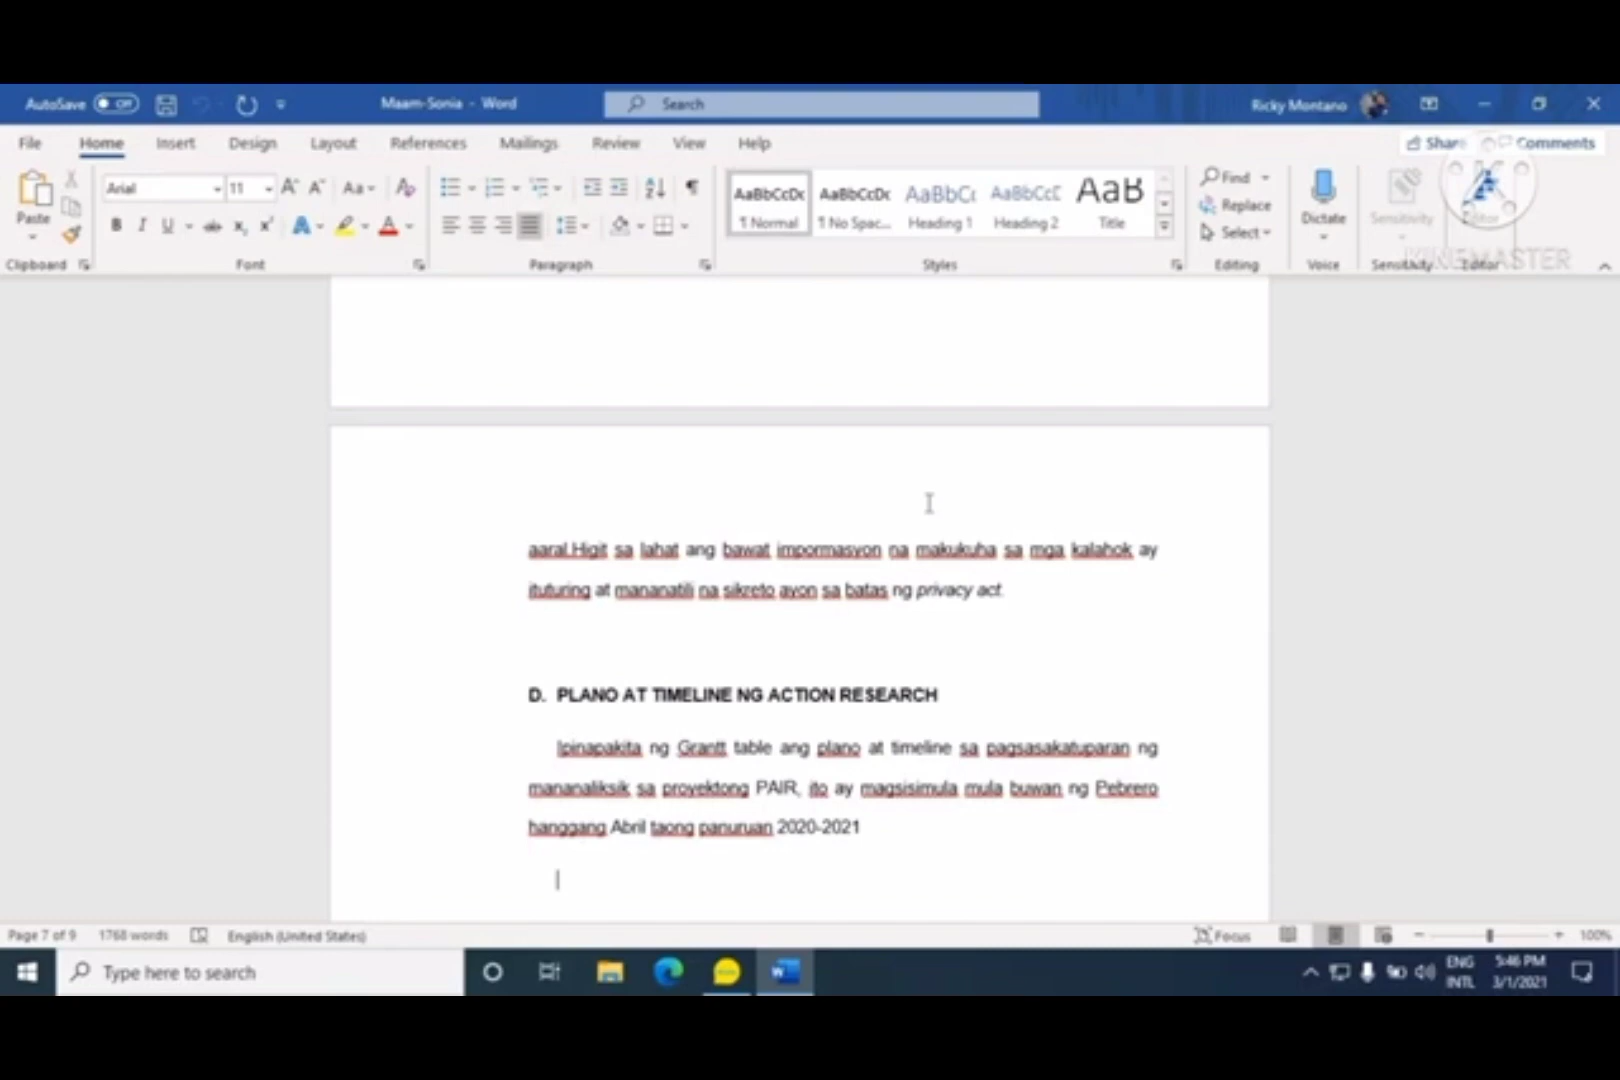 AutoSave Off Maam-Sonia - Word Search Ricky Montano
File Home Insert Design Layout References Mailings Review View Help Share Comments
Paste Arial 11 Aa AaBbCcDc AaBbCcDc AaBbCc AaBbCcD AaB Find Replace Select Dictate Sensitivity Editor
¶ Normal ¶ No Spac... Heading 1 Heading 2 Title
KINEMASTER
Clipboard Font Paragraph Styles Editing Voice Sensitivity Editor
aaral.Higit sa lahat ang bawat impormasyon na makukuha sa mga kalahok ay
ituturing at mananatili na sikreto ayon sa batas ng privacy act.
D. PLANO AT TIMELINE NG ACTION RESEARCH
Ipinapakita ng Grantt table ang plano at timeline sa pagsasakatuparan ng
mananaliksik sa proyektong PAIR, ito ay magsisimula mula buwan ng Pebrero
hanggang Abril taong panuruan 2020-2021
Page 7 of 9 1768 words English (United States) Focus 100%
Type here to search ENG 5:46 PM
INTL 3/1/2021